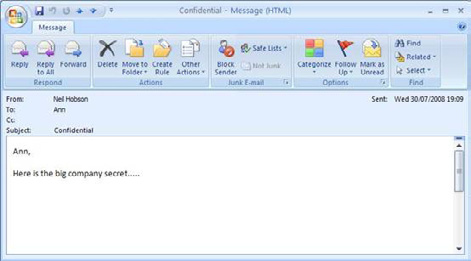 Confidential - Message (HTML)
Message
Reply Reply to All Forward Delete Move to Folder Create Rule Other Actions Block Sender Safe Lists Not Junk Categorize Follow Up Mark as Unread Find Related Select
Respond Actions Junk E-mail Options Find
From: Neil Hobson Sent: Wed 30/07/2008 19:09
To: Ann
Cc:
Subject: Confidential
Ann,
Here is the big company secret.....